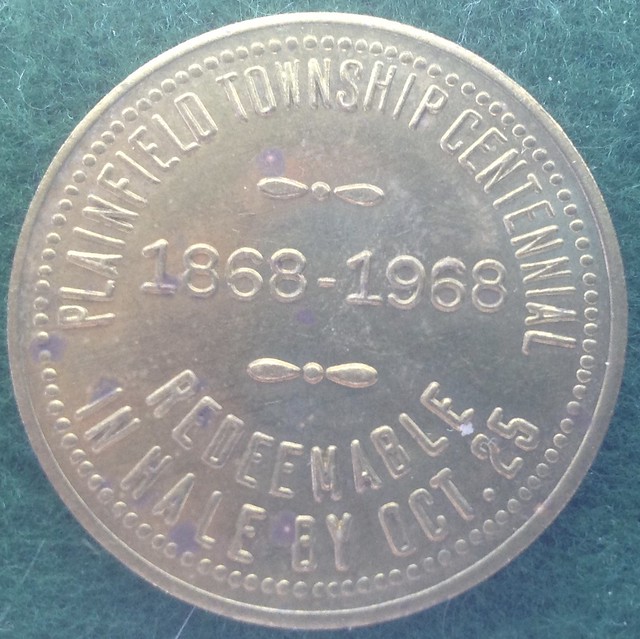 PLAINFIELD TOWNSHIP CENTENNIAL
1868-1968
REDEEMABLE
IN HALE BY OCT. 25